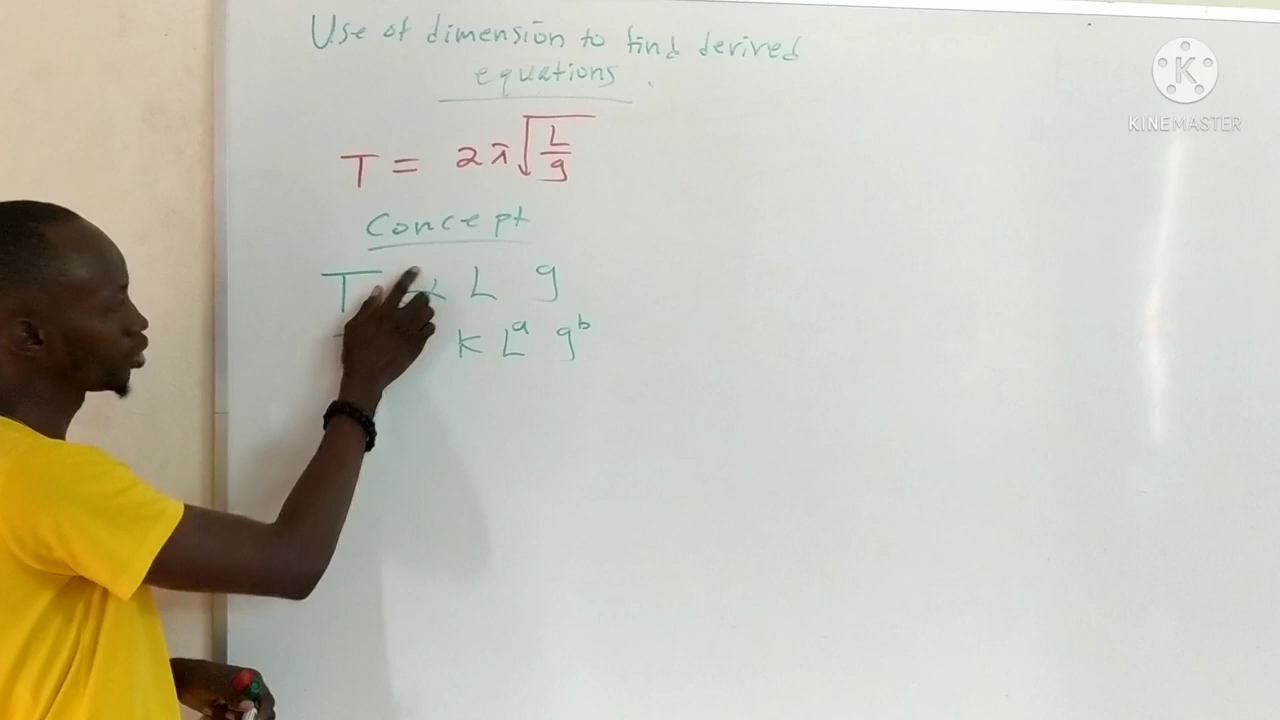 Use of dimension to find derived
equations.
T = 2π√(L/g)
Concept
T α L g
K L^a g^b
K
KINEMASTER